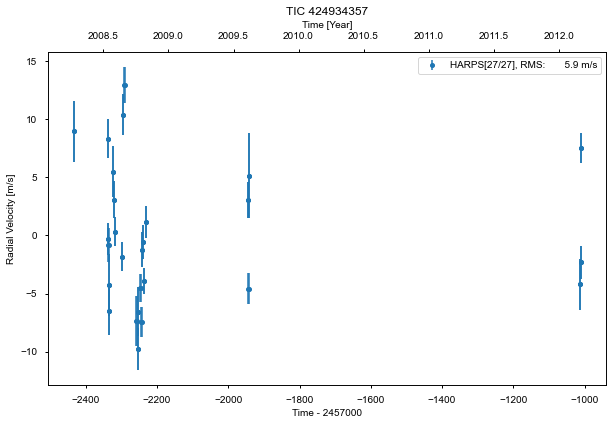 TIC 424934357
Time [Year]
2008.5 2009.0 2009.5 2010.0 2010.5 2011.0 2011.5 2012.0
HARPS[27/27], RMS: 5.9 m/s
15
10
5
0
−5
−10
Radial Velocity [m/s]
−2400 −2200 −2000 −1800 −1600 −1400 −1200 −1000
Time - 2457000